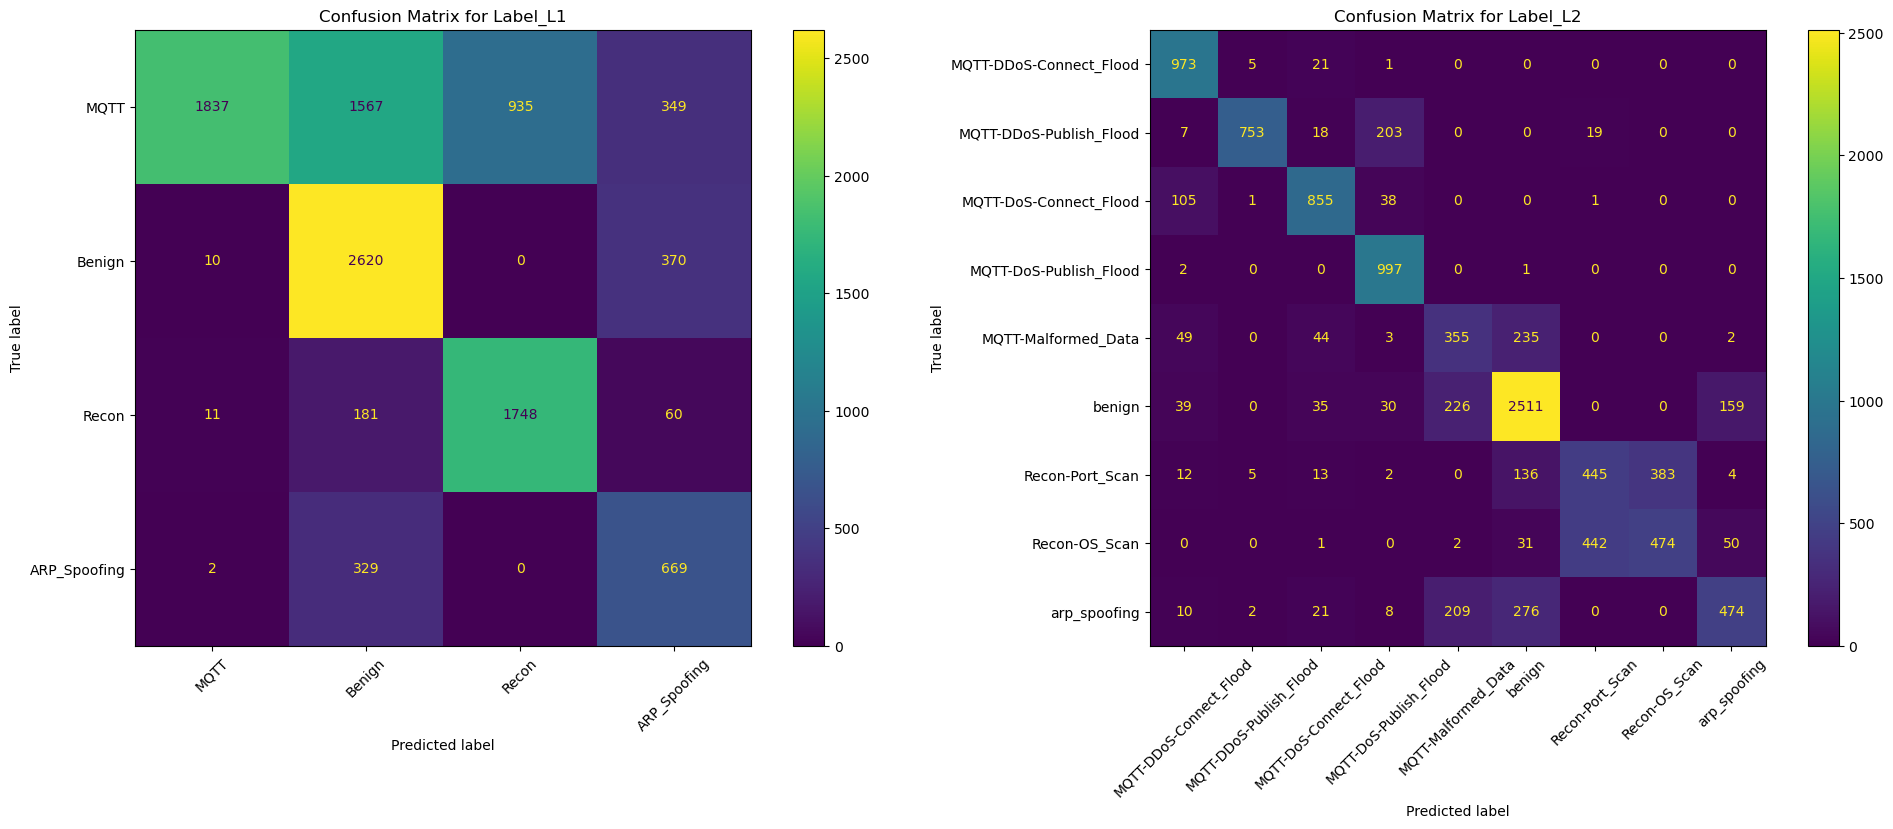 Confusion Matrix for Label_L1
True label
MQTT 1837 1567 935 349
Benign 10 2620 0 370
Recon 11 181 1748 60
ARP_Spoofing 2 329 0 669
MQTT Benign Recon ARP_Spoofing
Predicted label
2500
2000
1500
1000
500
0
Confusion Matrix for Label_L2
True label
MQTT-DDoS-Connect_Flood 973 5 21 1 0 0 0 0 0
MQTT-DDoS-Publish_Flood 7 753 18 203 0 0 19 0 0
MQTT-DoS-Connect_Flood 105 1 855 38 0 0 1 0 0
MQTT-DoS-Publish_Flood 2 0 0 997 0 1 0 0 0
MQTT-Malformed_Data 49 0 44 3 355 235 0 0 2
benign 39 0 35 30 226 2511 0 0 159
Recon-Port_Scan 12 5 13 2 0 136 445 383 4
Recon-OS_Scan 0 0 1 0 2 31 442 474 50
arp_spoofing 10 2 21 8 209 276 0 0 474
MQTT-DDoS-Connect_Flood MQTT-DDoS-Publish_Flood MQTT-DoS-Connect_Flood MQTT-DoS-Publish_Flood MQTT-Malformed_Data benign Recon-Port_Scan Recon-OS_Scan arp_spoofing
Predicted label
2500
2000
1500
1000
500
0